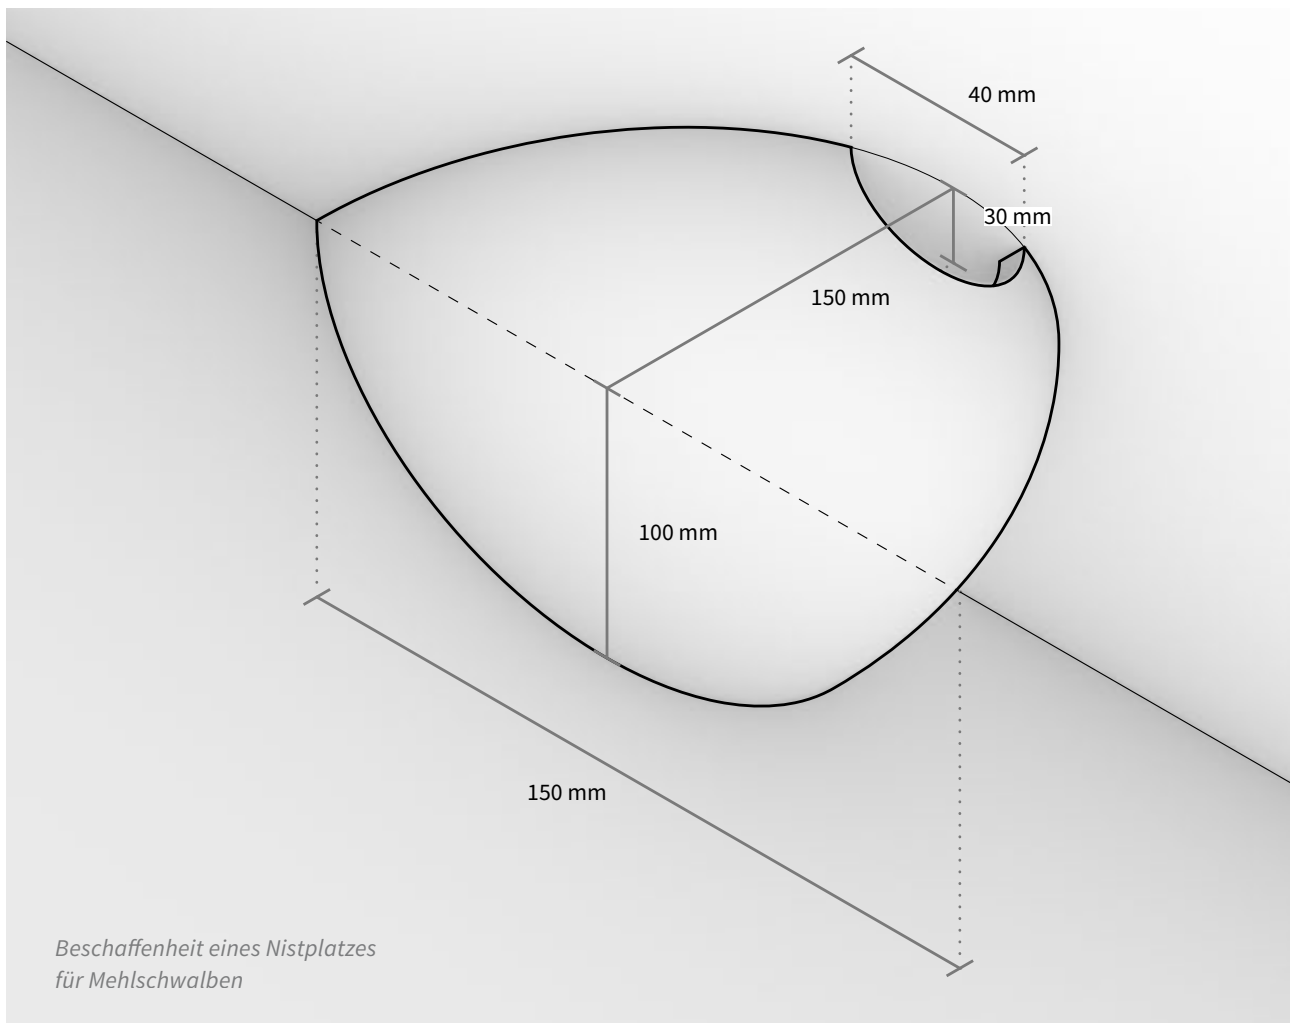 40 mm
30 mm
150 mm
100 mm
150 mm
Beschaffenheit eines Nistplatzes
für Mehlschwalben